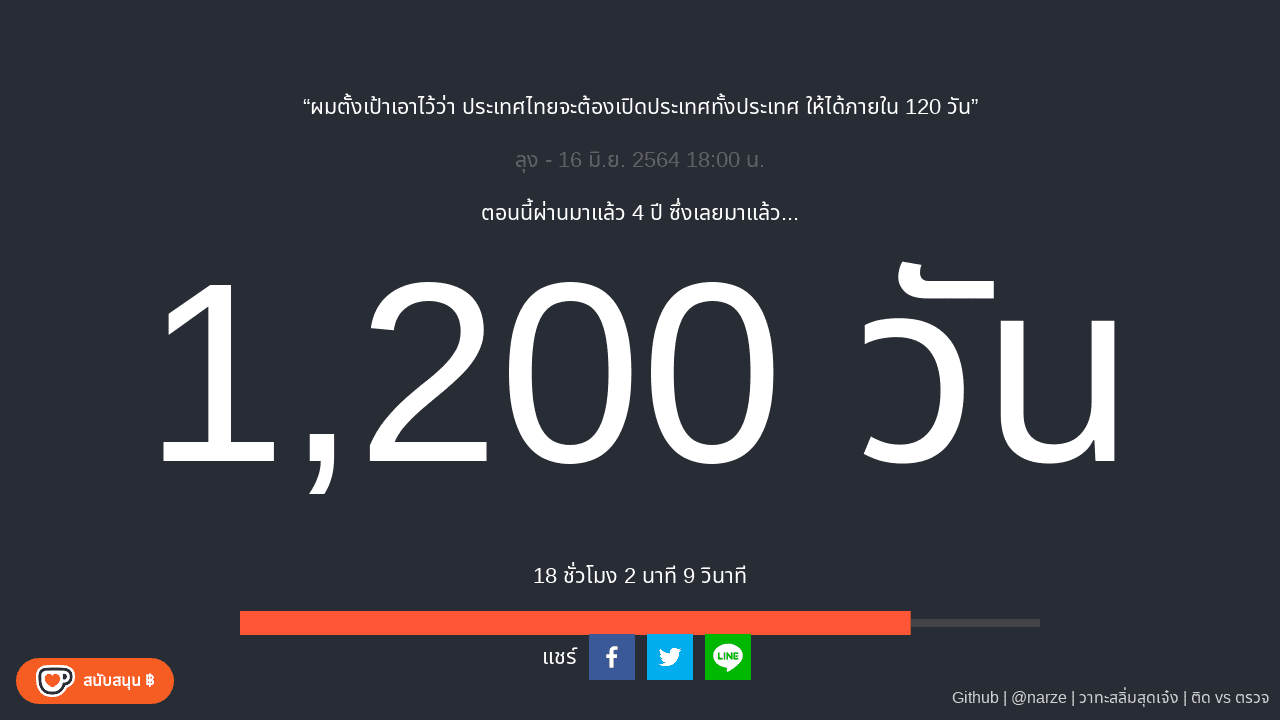 “ผมตั้งเป้าเอาไว้ว่า ประเทศไทยจะต้องเปิดประเทศทั้งประเทศ ให้ได้ภายใน 120 วัน”
ลุง - 16 มิ.ย. 2564 18:00 น.
ตอนนี้ผ่านมาแล้ว 4 ปี ซึ่งเลยมาแล้ว...
1,200 วัน
18 ชั่วโมง 2 นาที 9 วินาที
แชร์
LINE
สนับสนุน ฿
Github | @narze | วาทะสลิ่มสุดเจ๋ง | ติด vs ตรวจ